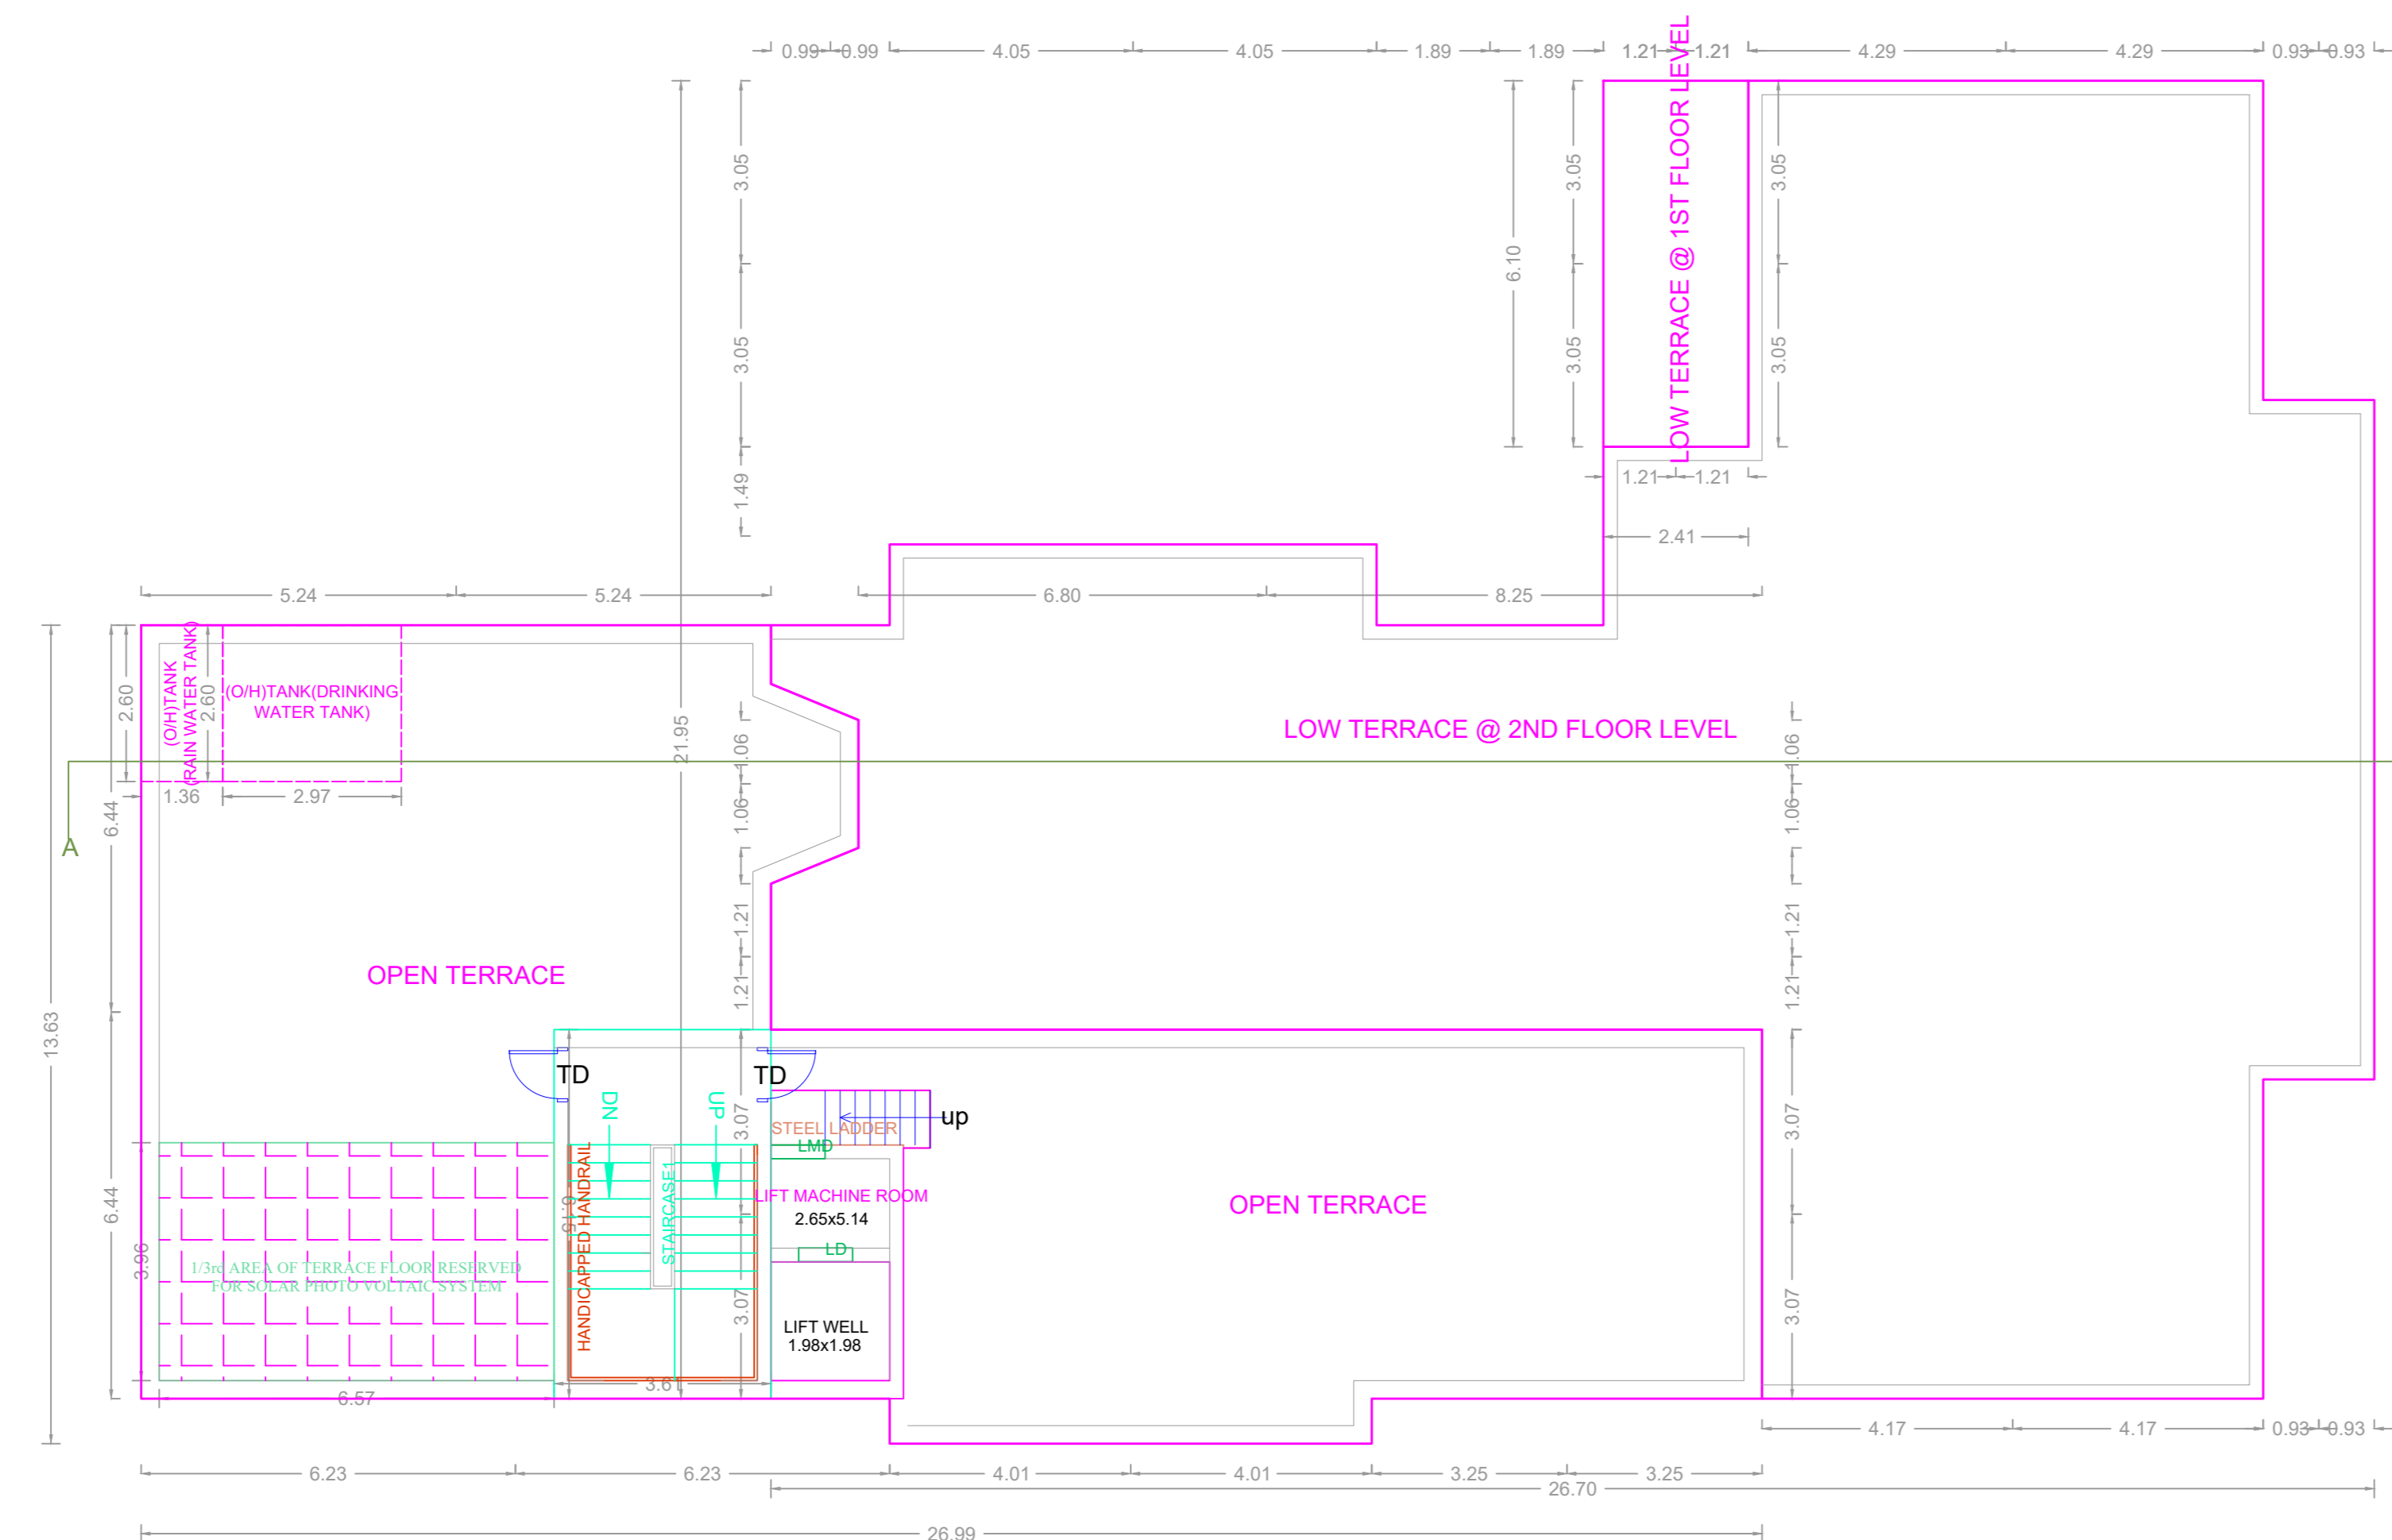 0.99 0.99 4.05 4.05 1.89 1.89 1.21 1.21 4.29 4.29 0.93 0.93
LOW TERRACE @ 1ST FLOOR LEVEL
3.05 3.05 3.05
6.10
3.05 3.05 3.05
1.49
1.21 1.21
2.41
5.24 5.24 6.80 8.25
(O/H)TANK
(RAIN WATER TANK)
2.60 2.60
(O/H)TANK(DRINKING
WATER TANK)
21.95
LOW TERRACE @ 2ND FLOOR LEVEL
1.06 1.06
1.36 2.97
6.44
1.06 1.06
A
1.21 1.21
OPEN TERRACE
1.21 1.21
13.63
TD TD
DN UP
up
3.07 3.07
STEEL LADDER
LMD
HANDICAPPED HANDRAIL
STAIRCASE1
LIFT MACHINE ROOM
2.65x5.14
OPEN TERRACE
6.44
6.15
LD
3.96
1/3rd AREA OF TERRACE FLOOR RESERVED
FOR SOLAR PHOTO VOLTAIC SYSTEM
3.07 3.07
LIFT WELL
1.98x1.98
3.61
6.57
4.17 4.17 0.93 0.93
6.23 6.23 4.01 4.01 3.25 3.25
26.70
26.99